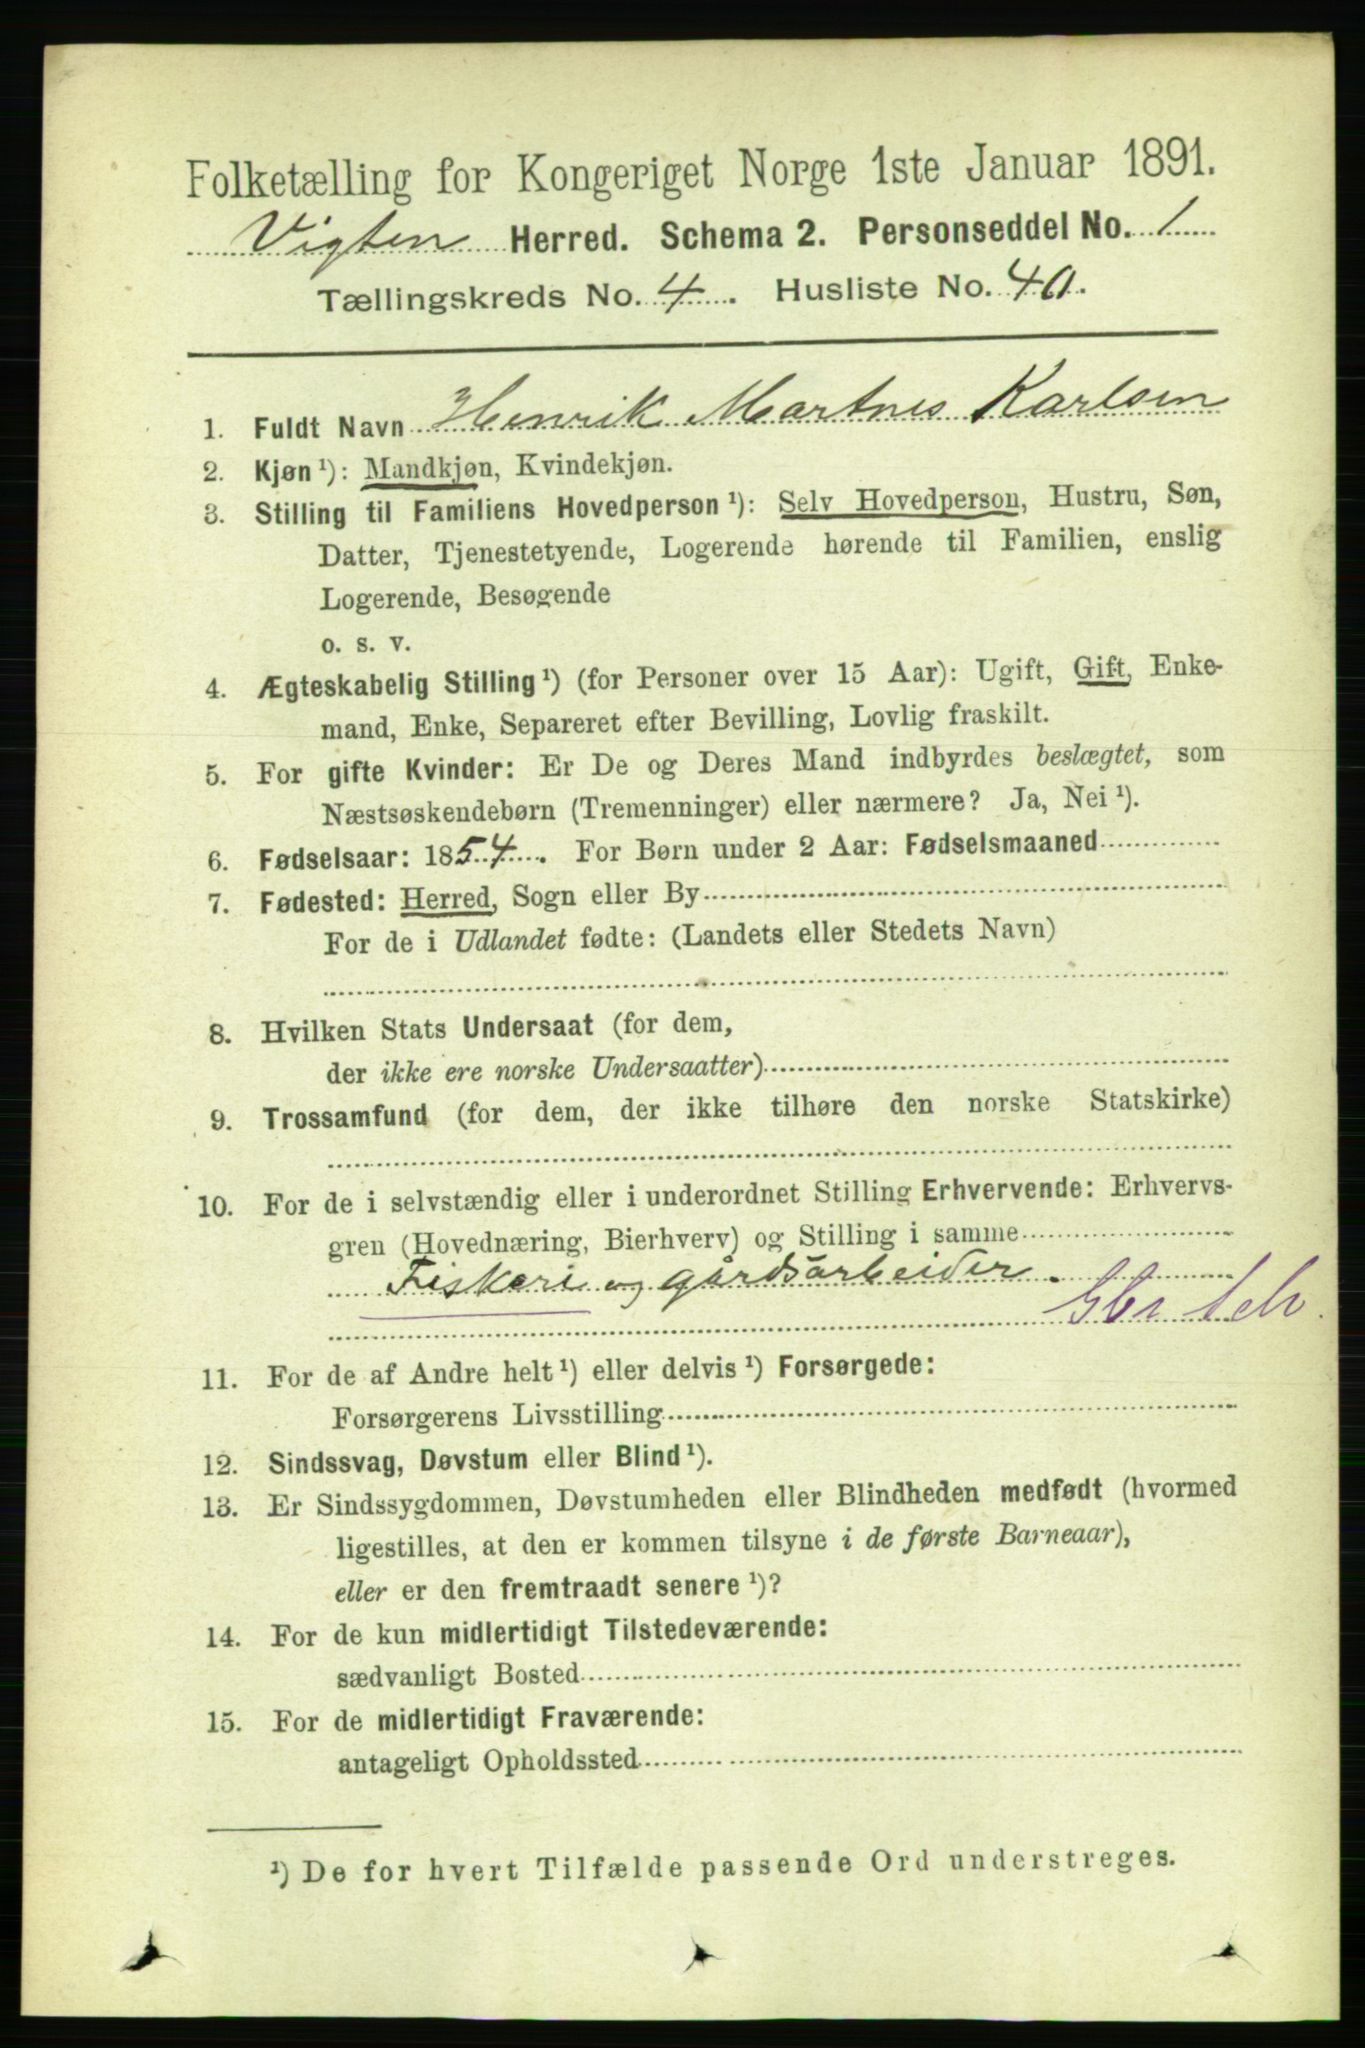 Folketælling for Kongeriget Norge 1ste Januar 1891.
Vigten Herred. Schema 2. Personseddel No. 1
Tællingskreds No. 4. Husliste No. 40.
1. Fuldt Navn Henrik Martnes Karlsen
2. Kjøn ¹): Mandkjøn, Kvindekjøn.
3. Stilling til Familiens Hovedperson ¹): Selv Hovedperson, Hustru, Søn,
Datter, Tjenestetyende, Logerende hørende til Familien, enslig
Logerende, Besøgende
o. s. v.
4. Ægteskabelig Stilling ¹) (for Personer over 15 Aar): Ugift, Gift, Enke-
mand, Enke, Separeret efter Bevilling, Lovlig fraskilt.
5. For gifte Kvinder: Er De og Deres Mand indbyrdes beslægtet, som
Næstsøskendebørn (Tremenninger) eller nærmere? Ja, Nei ¹).
6. Fødselsaar: 1854. For Børn under 2 Aar: Fødselsmaaned
7. Fødested: Herred, Sogn eller By
For de i Udlandet fødte: (Landets eller Stedets Navn)
8. Hvilken Stats Undersaat (for dem,
der ikke ere norske Undersaatter)
9. Trossamfund (for dem, der ikke tilhøre den norske Statskirke)
10. For de i selvstændig eller i underordnet Stilling Erhvervende: Erhvervs-
gren (Hovednæring, Bierhverv) og Stilling i samme
Fiskeri og gårdsarbeider.
11. For de af Andre helt ¹) eller delvis ¹) Forsørgede:
Forsørgerens Livsstilling
12. Sindssvag, Døvstum eller Blind ¹).
13. Er Sindssygdommen, Døvstumheden eller Blindheden medfødt (hvormed
ligestilles, at den er kommen tilsyne i de første Barneaar),
eller er den fremtraadt senere ¹)?
14. For de kun midlertidigt Tilstedeværende:
sædvanligt Bosted
15. For de midlertidigt Fraværende:
antageligt Opholdssted
¹) De for hvert Tilfælde passende Ord understreges.